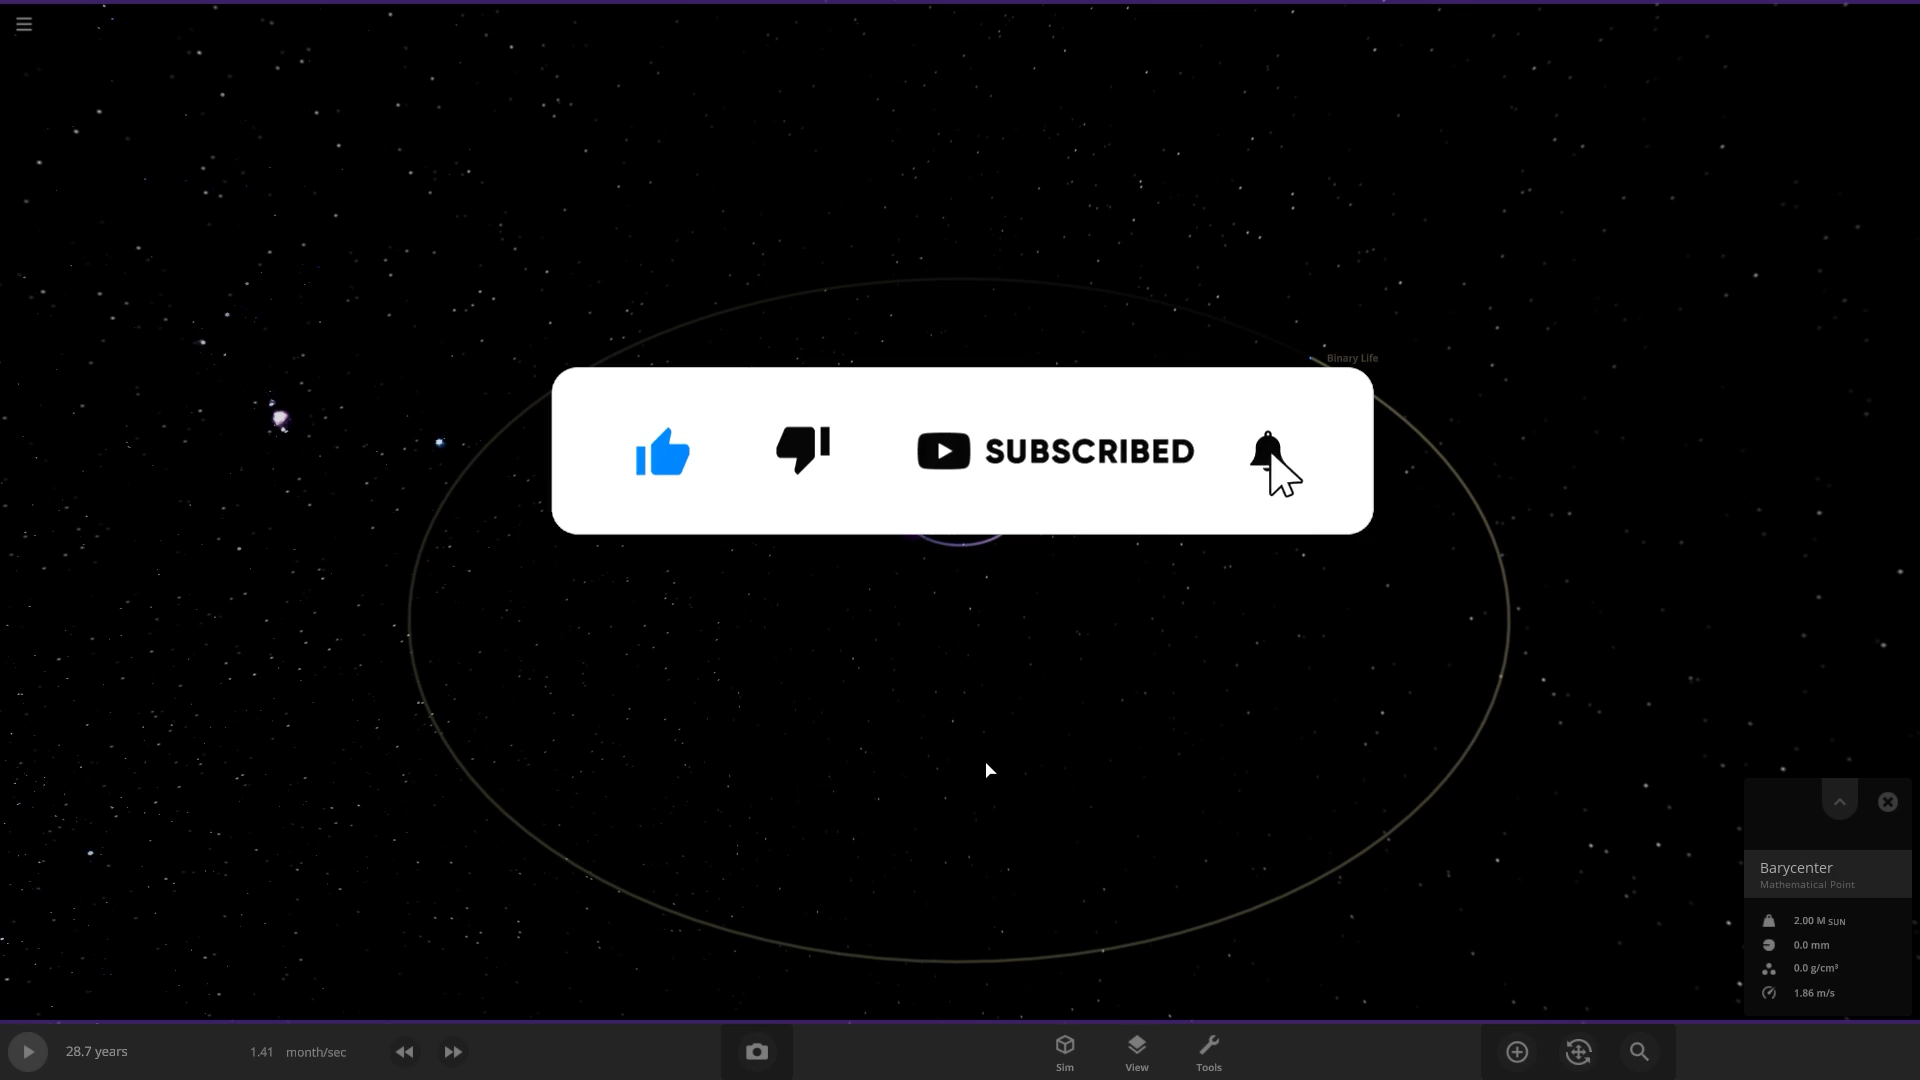 Binary Life
SUBSCRIBED
Barycenter
Mathematical Point
2.00 M SUN
0.0 mm
0.0 g/cm³
1.86 m/s
28.7 years
1.41 month/sec
Sim
View
Tools